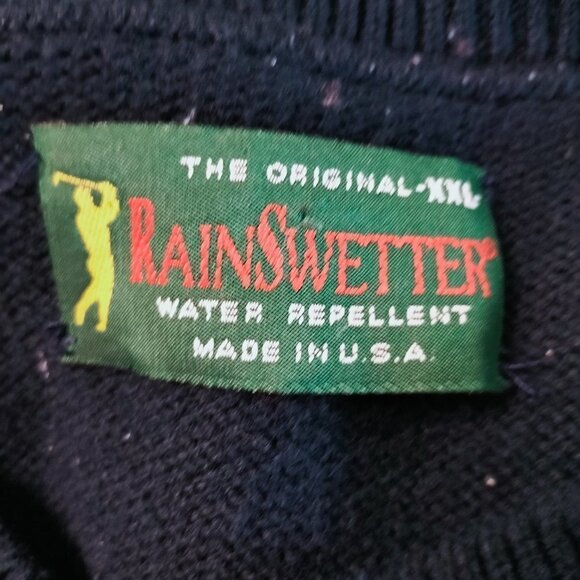 THE ORIGINAL-XXL
RAINSWETTER®
WATER REPELLENT
MADE IN U.S.A.